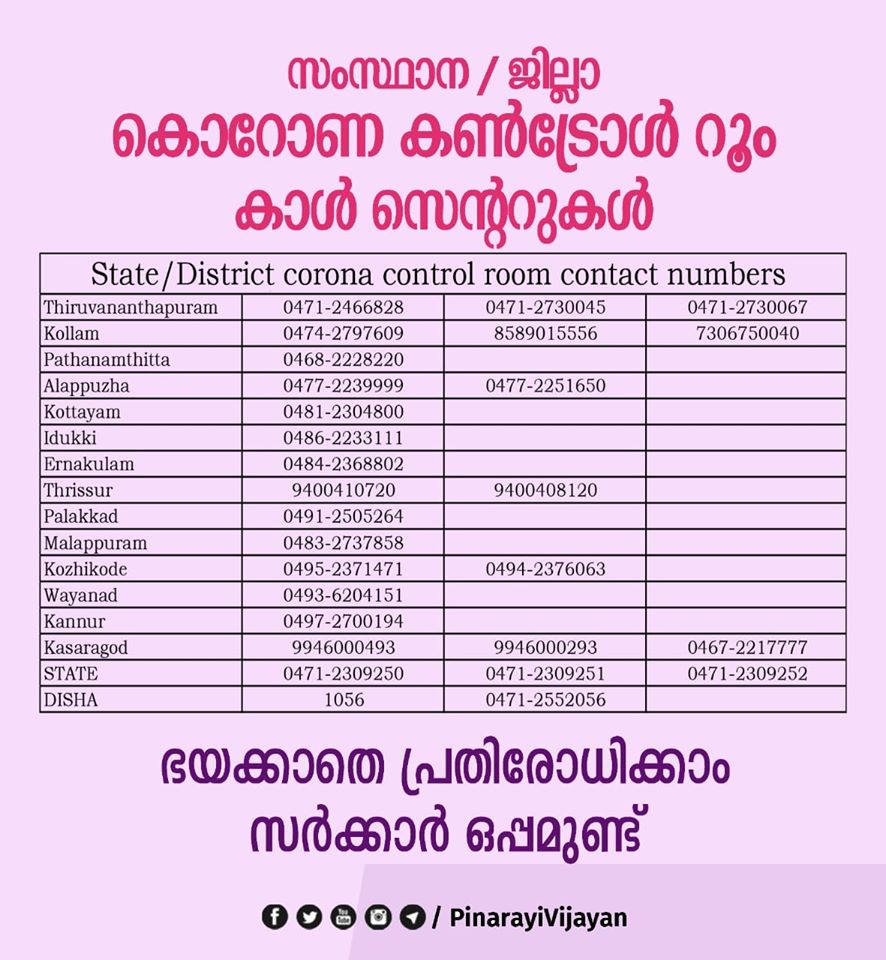 സംസ്ഥാന / ജില്ലാ
കൊറോണ കൺട്രോൾ റൂം
കാൾ സെന്ററുകൾ
State/District corona control room contact numbers
Thiruvananthapuram 0471-2466828 0471-2730045 0471-2730067
Kollam 0474-2797609 8589015556 7306750040
Pathanamthitta 0468-2228220
Alappuzha 0477-2239999 0477-2251650
Kottayam 0481-2304800
Idukki 0486-2233111
Ernakulam 0484-2368802
Thrissur 9400410720 9400408120
Palakkad 0491-2505264
Malappuram 0483-2737858
Kozhikode 0495-2371471 0494-2376063
Wayanad 0493-6204151
Kannur 0497-2700194
Kasaragod 9946000493 9946000293 0467-2217777
STATE 0471-2309250 0471-2309251 0471-2309252
DISHA 1056 0471-2552056
ഭയക്കാതെ പ്രതിരോധിക്കാം
സർക്കാർ ഒപ്പമുണ്ട്
/ PinarayiVijayan